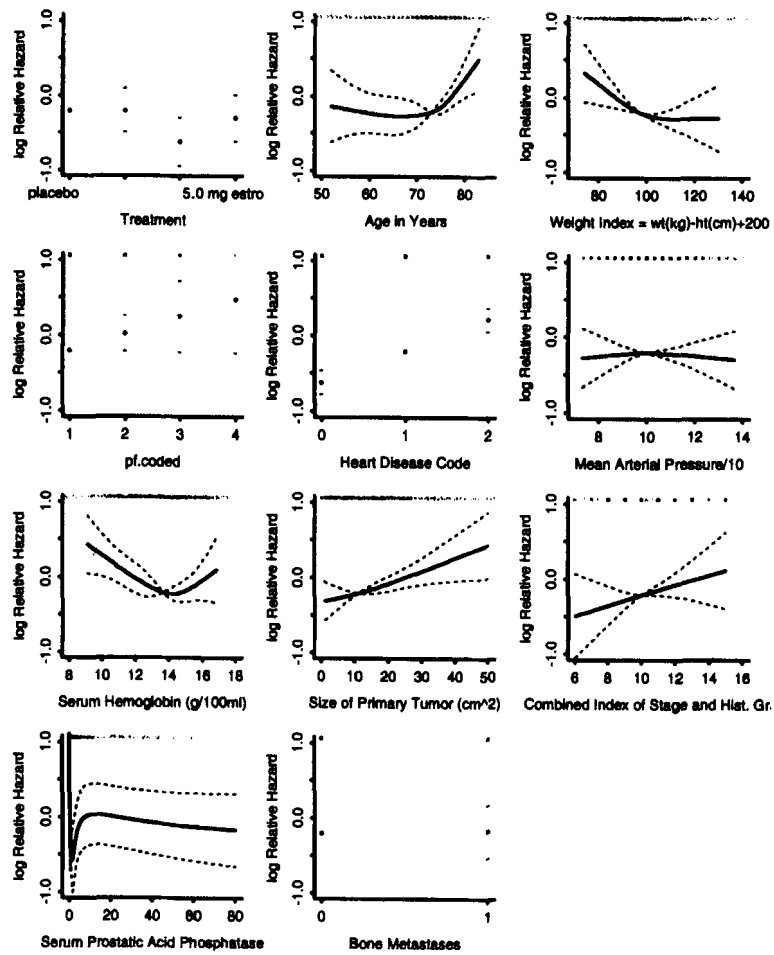 log Relative Hazard
1.0
0.0
-1.0
placebo
5.0 mg estro
Treatment
log Relative Hazard
1.0
0.0
-1.0
50 60 70 80
Age in Years
log Relative Hazard
1.0
0.0
-1.0
80 100 120 140
Weight Index = wt(kg)-ht(cm)+200
log Relative Hazard
1.0
0.0
-1.0
1 2 3 4
pf.coded
log Relative Hazard
1.0
0.0
-1.0
0 1 2
Heart Disease Code
log Relative Hazard
1.0
0.0
-1.0
8 10 12 14
Mean Arterial Pressure/10
log Relative Hazard
1.0
0.0
-1.0
8 10 12 14 16 18
Serum Hemoglobin (g/100ml)
log Relative Hazard
1.0
0.0
-1.0
0 10 20 30 40 50
Size of Primary Tumor (cm^2)
log Relative Hazard
1.0
0.0
-1.0
6 8 10 12 14 16
Combined Index of Stage and Hist. Gr
log Relative Hazard
1.0
0.0
-1.0
0 20 40 60 80
Serum Prostatic Acid Phosphatase
log Relative Hazard
1.0
0.0
-1.0
0 1
Bone Metastases